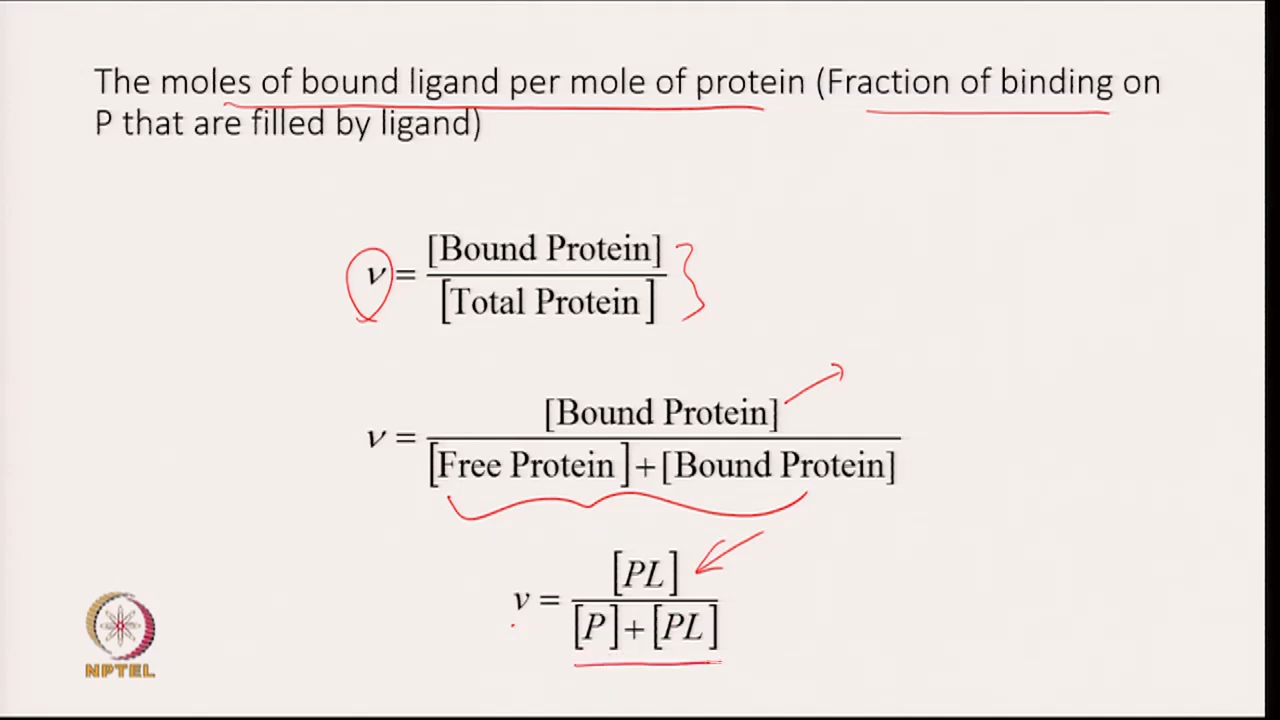 The moles of bound ligand per mole of protein (Fraction of binding on
P that are filled by ligand)
ν = [Bound Protein] / [Total Protein]
ν = [Bound Protein] / [Free Protein] + [Bound Protein]
ν = [PL] / [P] + [PL]
NPTEL